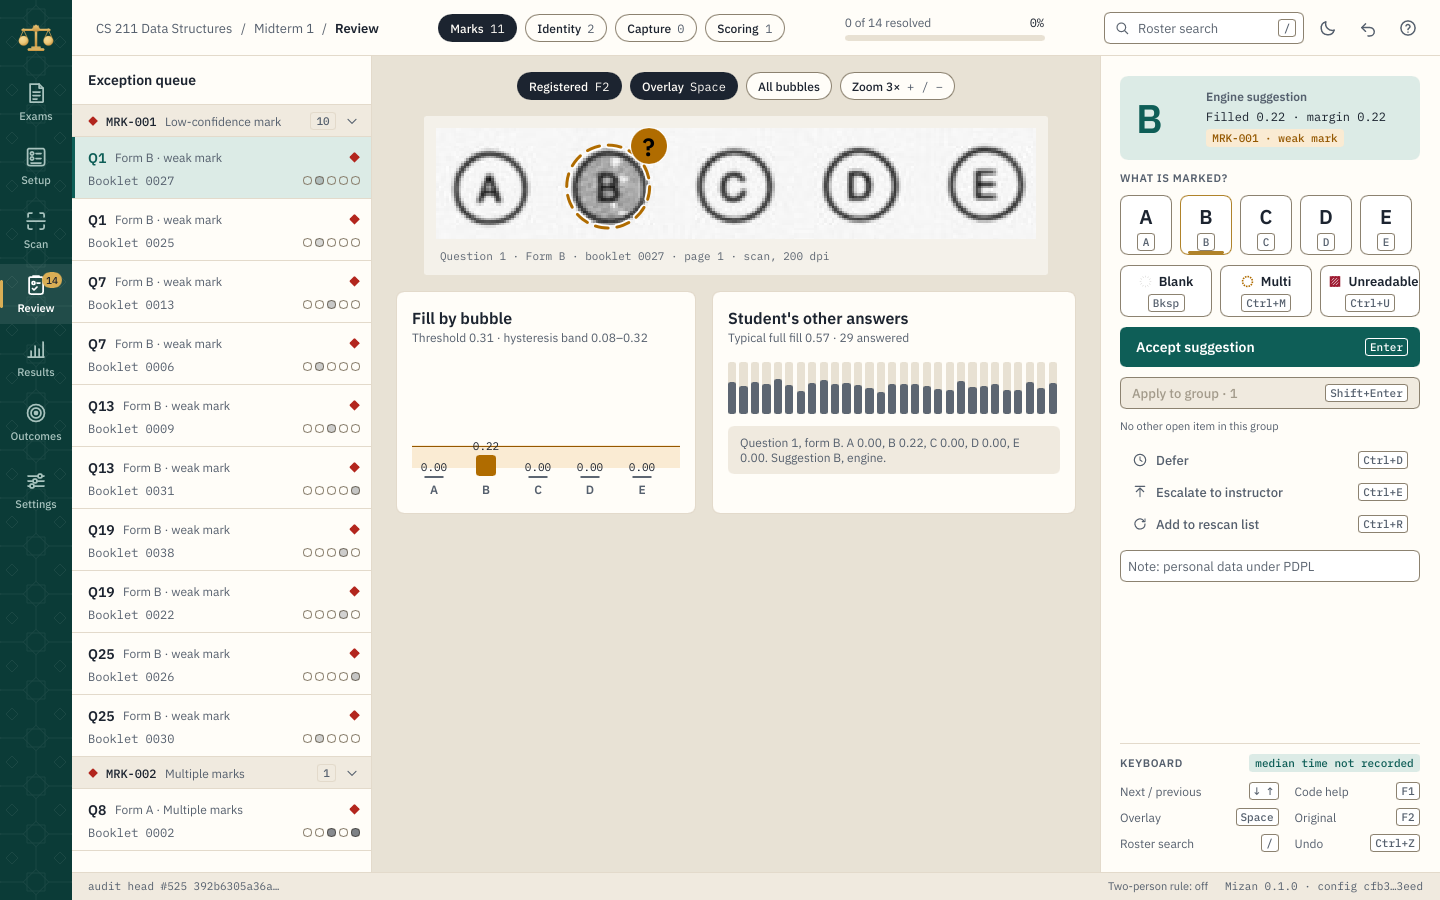 CS 211 Data Structures / Midterm 1 / Review
Marks 11
Identity 2
Capture 0
Scoring 1
0 of 14 resolved 0%
Roster search /
Exams
Setup
Scan
14
Review
Results
Outcomes
Settings
Exception queue
MRK-001 Low-confidence mark 10
Q1 Form B · weak mark
Booklet 0027
Q1 Form B · weak mark
Booklet 0025
Q7 Form B · weak mark
Booklet 0013
Q7 Form B · weak mark
Booklet 0006
Q13 Form B · weak mark
Booklet 0009
Q13 Form B · weak mark
Booklet 0031
Q19 Form B · weak mark
Booklet 0038
Q19 Form B · weak mark
Booklet 0022
Q25 Form B · weak mark
Booklet 0026
Q25 Form B · weak mark
Booklet 0030
MRK-002 Multiple marks 1
Q8 Form A · Multiple marks
Booklet 0002
Registered F2
Overlay Space
All bubbles
Zoom 3× + / −
?
A B C D E
Question 1 · Form B · booklet 0027 · page 1 · scan, 200 dpi
Fill by bubble
Threshold 0.31 · hysteresis band 0.08–0.32
0.22
0.00 0.00 0.00 0.00
A B C D E
Student's other answers
Typical full fill 0.57 · 29 answered
Question 1, form B. A 0.00, B 0.22, C 0.00, D 0.00, E
0.00. Suggestion B, engine.
B
Engine suggestion
Filled 0.22 · margin 0.22
MRK-001 · weak mark
WHAT IS MARKED?
A B C D E
A B C D E
Blank Multi Unreadable
Bksp Ctrl+M Ctrl+U
Accept suggestion Enter
Apply to group · 1 Shift+Enter
No other open item in this group
Defer Ctrl+D
Escalate to instructor Ctrl+E
Add to rescan list Ctrl+R
Note: personal data under PDPL
KEYBOARD median time not recorded
Next / previous ↓ ↑ Code help F1
Overlay Space Original F2
Roster search / Undo Ctrl+Z
audit head #525 392b6305a36a…
Two-person rule: off Mizan 0.1.0 · config cfb3…3eed